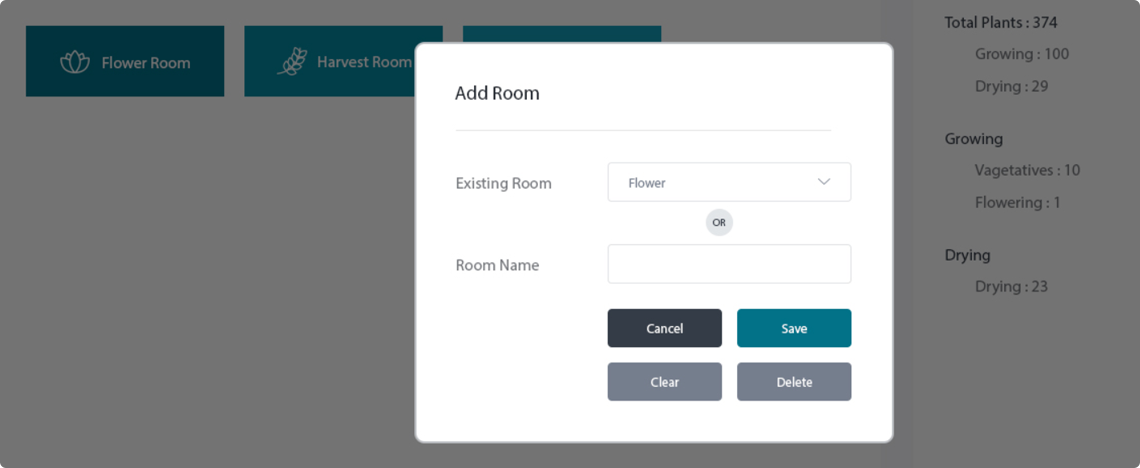 Flower Room
Harvest Room
Add Room
Existing Room
Flower
OR
Room Name
Cancel
Save
Clear
Delete
Total Plants : 374
Growing : 100
Drying : 29
Growing
Vagetatives : 10
Flowering : 1
Drying
Drying : 23